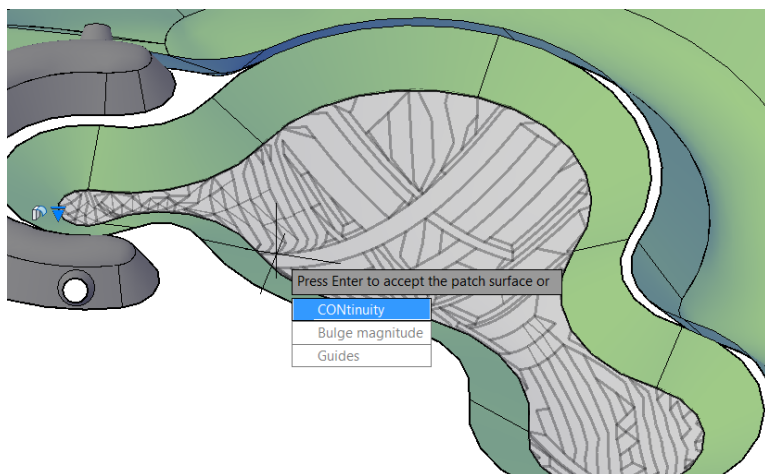 Press Enter to accept the patch surface or
CONtinuity
Bulge magnitude
Guides